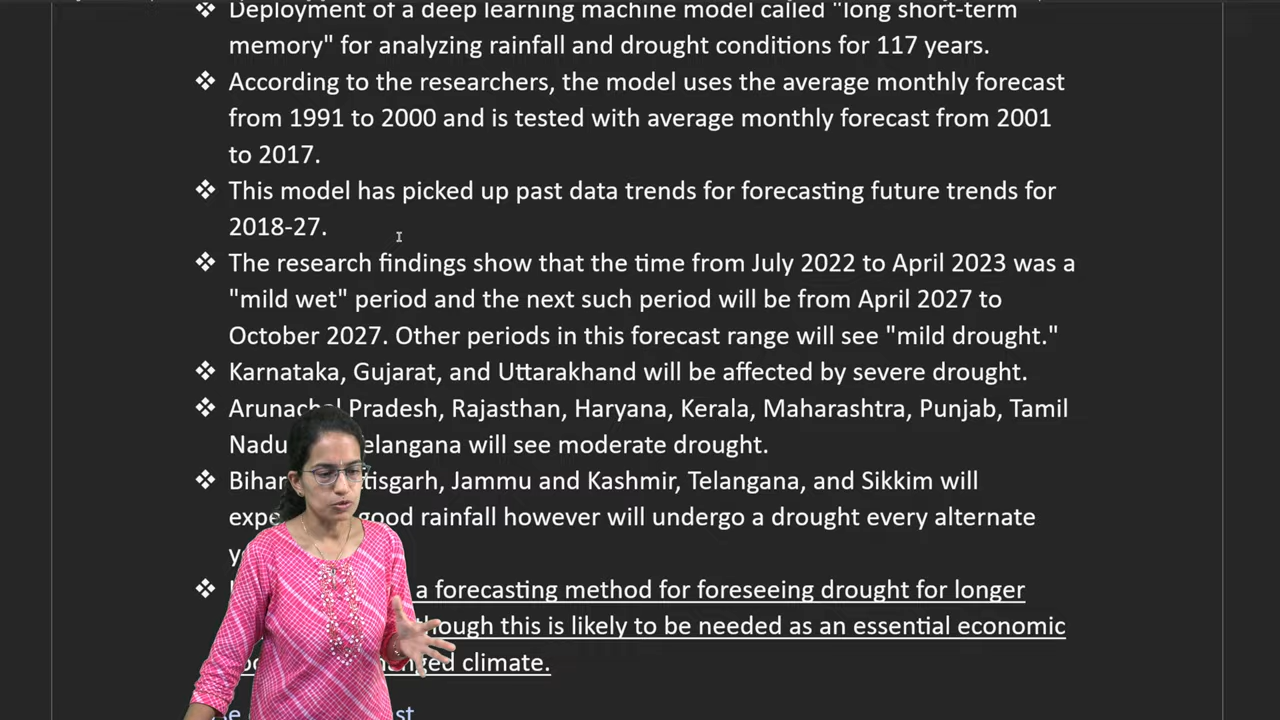 ❖ Deployment of a deep learning machine model called "long short-term
memory" for analyzing rainfall and drought conditions for 117 years.
❖ According to the researchers, the model uses the average monthly forecast
from 1991 to 2000 and is tested with average monthly forecast from 2001
to 2017.
❖ This model has picked up past data trends for forecasting future trends for
2018-27.
❖ The research findings show that the time from July 2022 to April 2023 was a
"mild wet" period and the next such period will be from April 2027 to
October 2027. Other periods in this forecast range will see "mild drought."
❖ Karnataka, Gujarat, and Uttarakhand will be affected by severe drought.
❖ Arunachal Pradesh, Rajasthan, Haryana, Kerala, Maharashtra, Punjab, Tamil
Nadu elangana will see moderate drought.
❖ Bihar tisgarh, Jammu and Kashmir, Telangana, and Sikkim will
expe good rainfall however will undergo a drought every alternate
❖ a forecasting method for foreseeing drought for longer
though this is likely to be needed as an essential economic
changed climate.